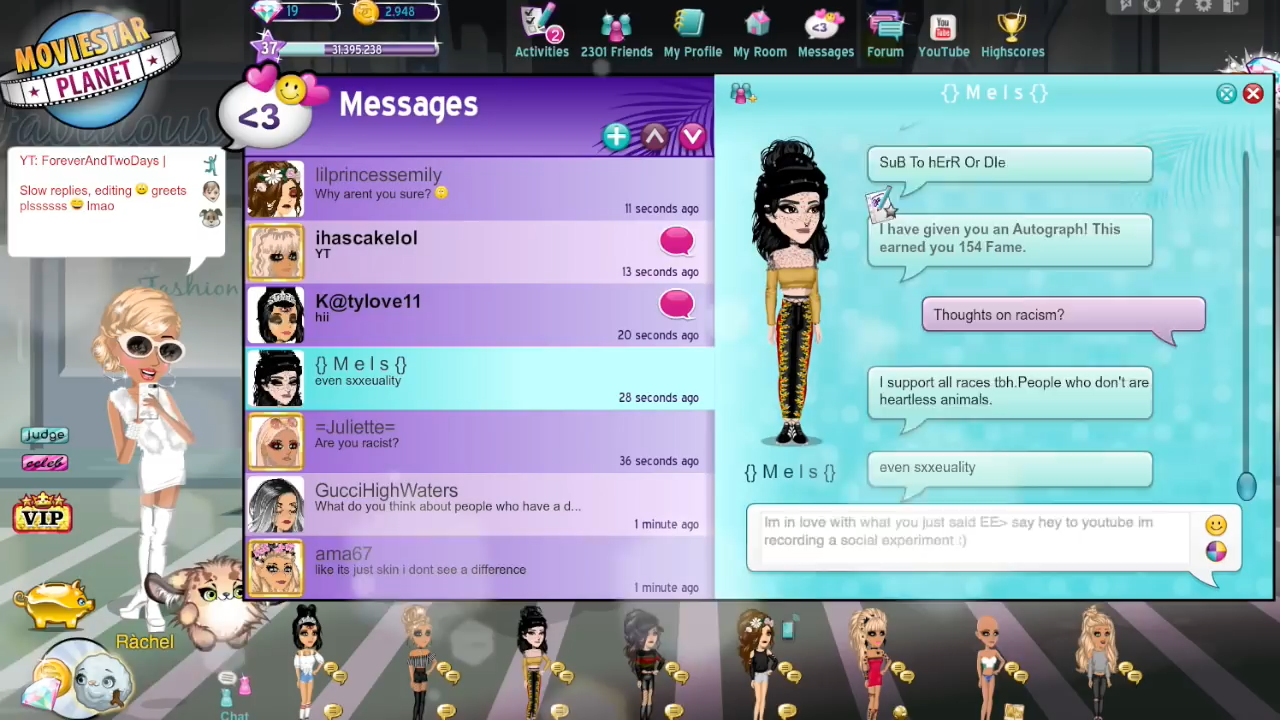 MOVIESTAR
PLANET
19
2.948
37
31.395.238
2
Activities
2301 Friends
My Profile
My Room
<3
Messages
Forum
You Tube
YouTube
Highscores
<3
Messages
YT: ForeverAndTwoDays |
Slow replies, editing greets
plssssss lmao
Fashion
judge
celeb
VIP
Ràchel
Chat
lilprincessemily
Why arent you sure?
11 seconds ago
ihascakelol
YT
13 seconds ago
K@tylove11
hii
20 seconds ago
{} M e l s {}
even sxxeuality
28 seconds ago
=Juliette=
Are you racist?
36 seconds ago
GucciHighWaters
What do you think about people who have a d...
1 minute ago
ama67
like its just skin i dont see a difference
1 minute ago
{} M e l s {}
SuB To hErR Or DIe
I have given you an Autograph! This
earned you 154 Fame.
Thoughts on racism?
I support all races tbh.People who don't are
heartless animals.
even sxxeuality
{} M e l s {}
Im in love with what you just said EE> say hey to youtube im
recording a social experiment :)